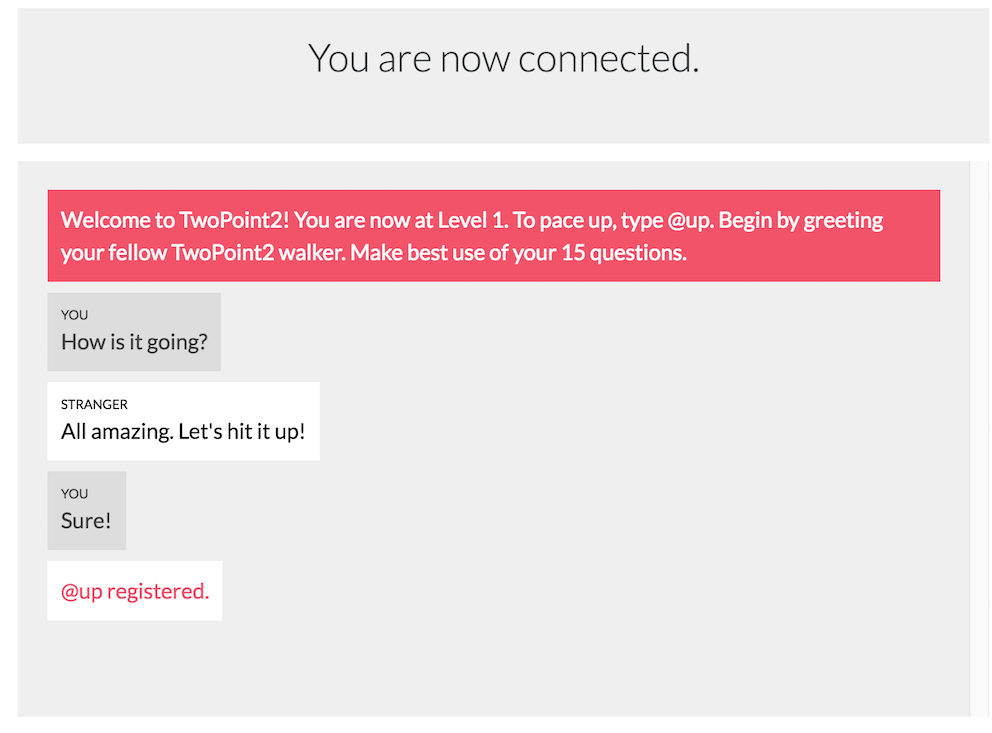 You are now connected.
Welcome to TwoPoint2! You are now at Level 1. To pace up, type @up. Begin by greeting
your fellow TwoPoint2 walker. Make best use of your 15 questions.
YOU
How is it going?
STRANGER
All amazing. Let's hit it up!
YOU
Sure!
@up registered.